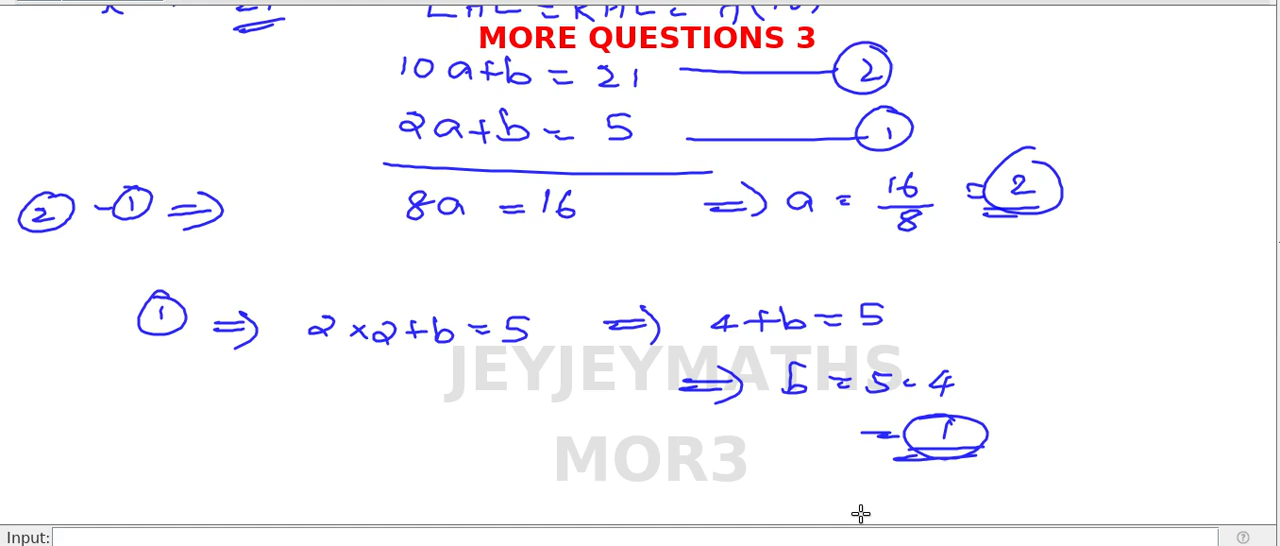 MORE QUESTIONS 3
10a+b = 21 ② 
2a+b = 5 ①
②-① ⇒ 8a = 16 ⇒ a = 16/8 = 2
① ⇒ 2×2+b = 5 ⇒ 4+b = 5
⇒ b = 5-4
= 1
JEYJEYMATHS
MOR3
Input: